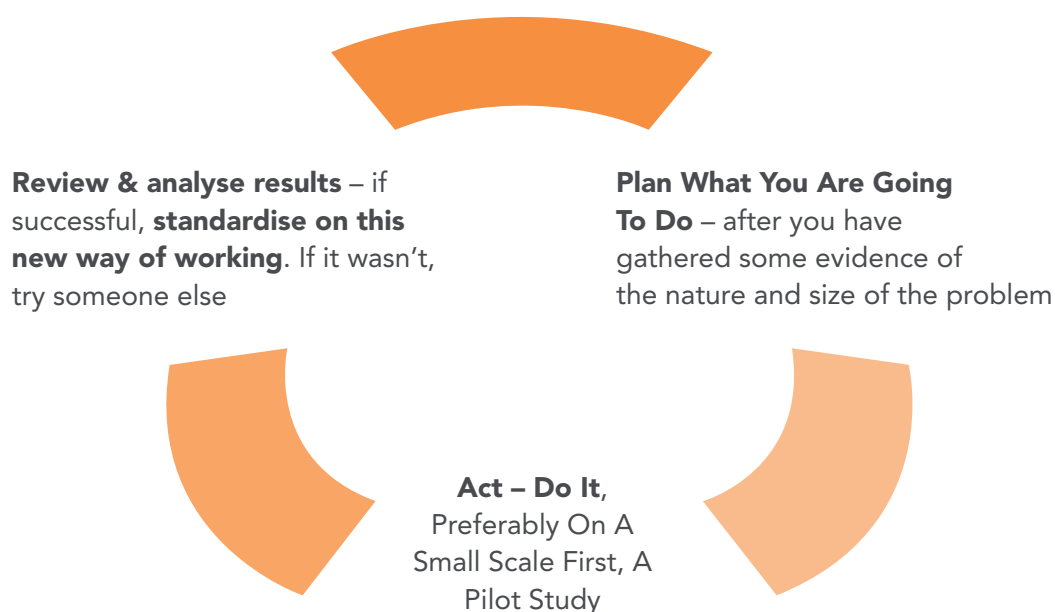 Review & analyse results – if
successful, standardise on this
new way of working. If it wasn't,
try someone else
Plan What You Are Going
To Do – after you have
gathered some evidence of
the nature and size of the problem
Act – Do It,
Preferably On A
Small Scale First, A
Pilot Study